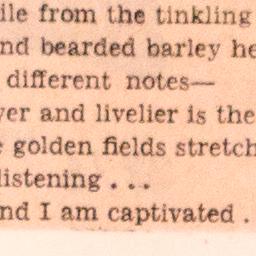 ile from the tinkling
nd bearded barley he
different notes—
yer and livelier is the
e golden fields stretch
listening . . .
nd I am captivated .